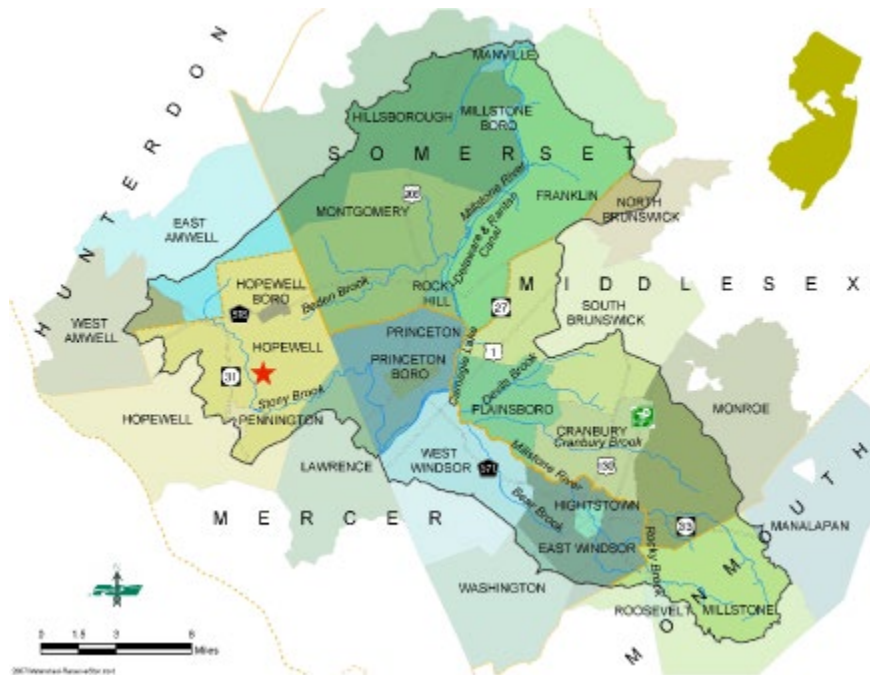 HUNTERDON
SOMERSET
MIDDLESEX
MERCER
MONMOUTH
MANVILLE
HILLSBOROUGH
MILLSTONE
BORO
Millstone River
FRANKLIN
206
MONTGOMERY
Delaware & Raritan
Canal
NORTH
BRUNSWICK
EAST
AMWELL
HOPEWELL
BORO
Beden Brook
ROCKY
HILL
27
SOUTH
BRUNSWICK
WEST
AMWELL
HOPEWELL
31
PRINCETON
PRINCETON
BORO
Carnegie Lake
1
Devils Brook
PLAINSBORO
Stony Brook
HOPEWELL
PENNINGTON
CRANBURY
Cranbury Brook
MONROE
LAWRENCE
WEST
WINDSOR
571
Millstone River
130
Bear Brook
HIGHTSTOWN
33
MANALAPAN
EAST WINDSOR
Rocky Brook
WASHINGTON
ROOSEVELT
MILLSTONE
0 1.5 3 6
Miles